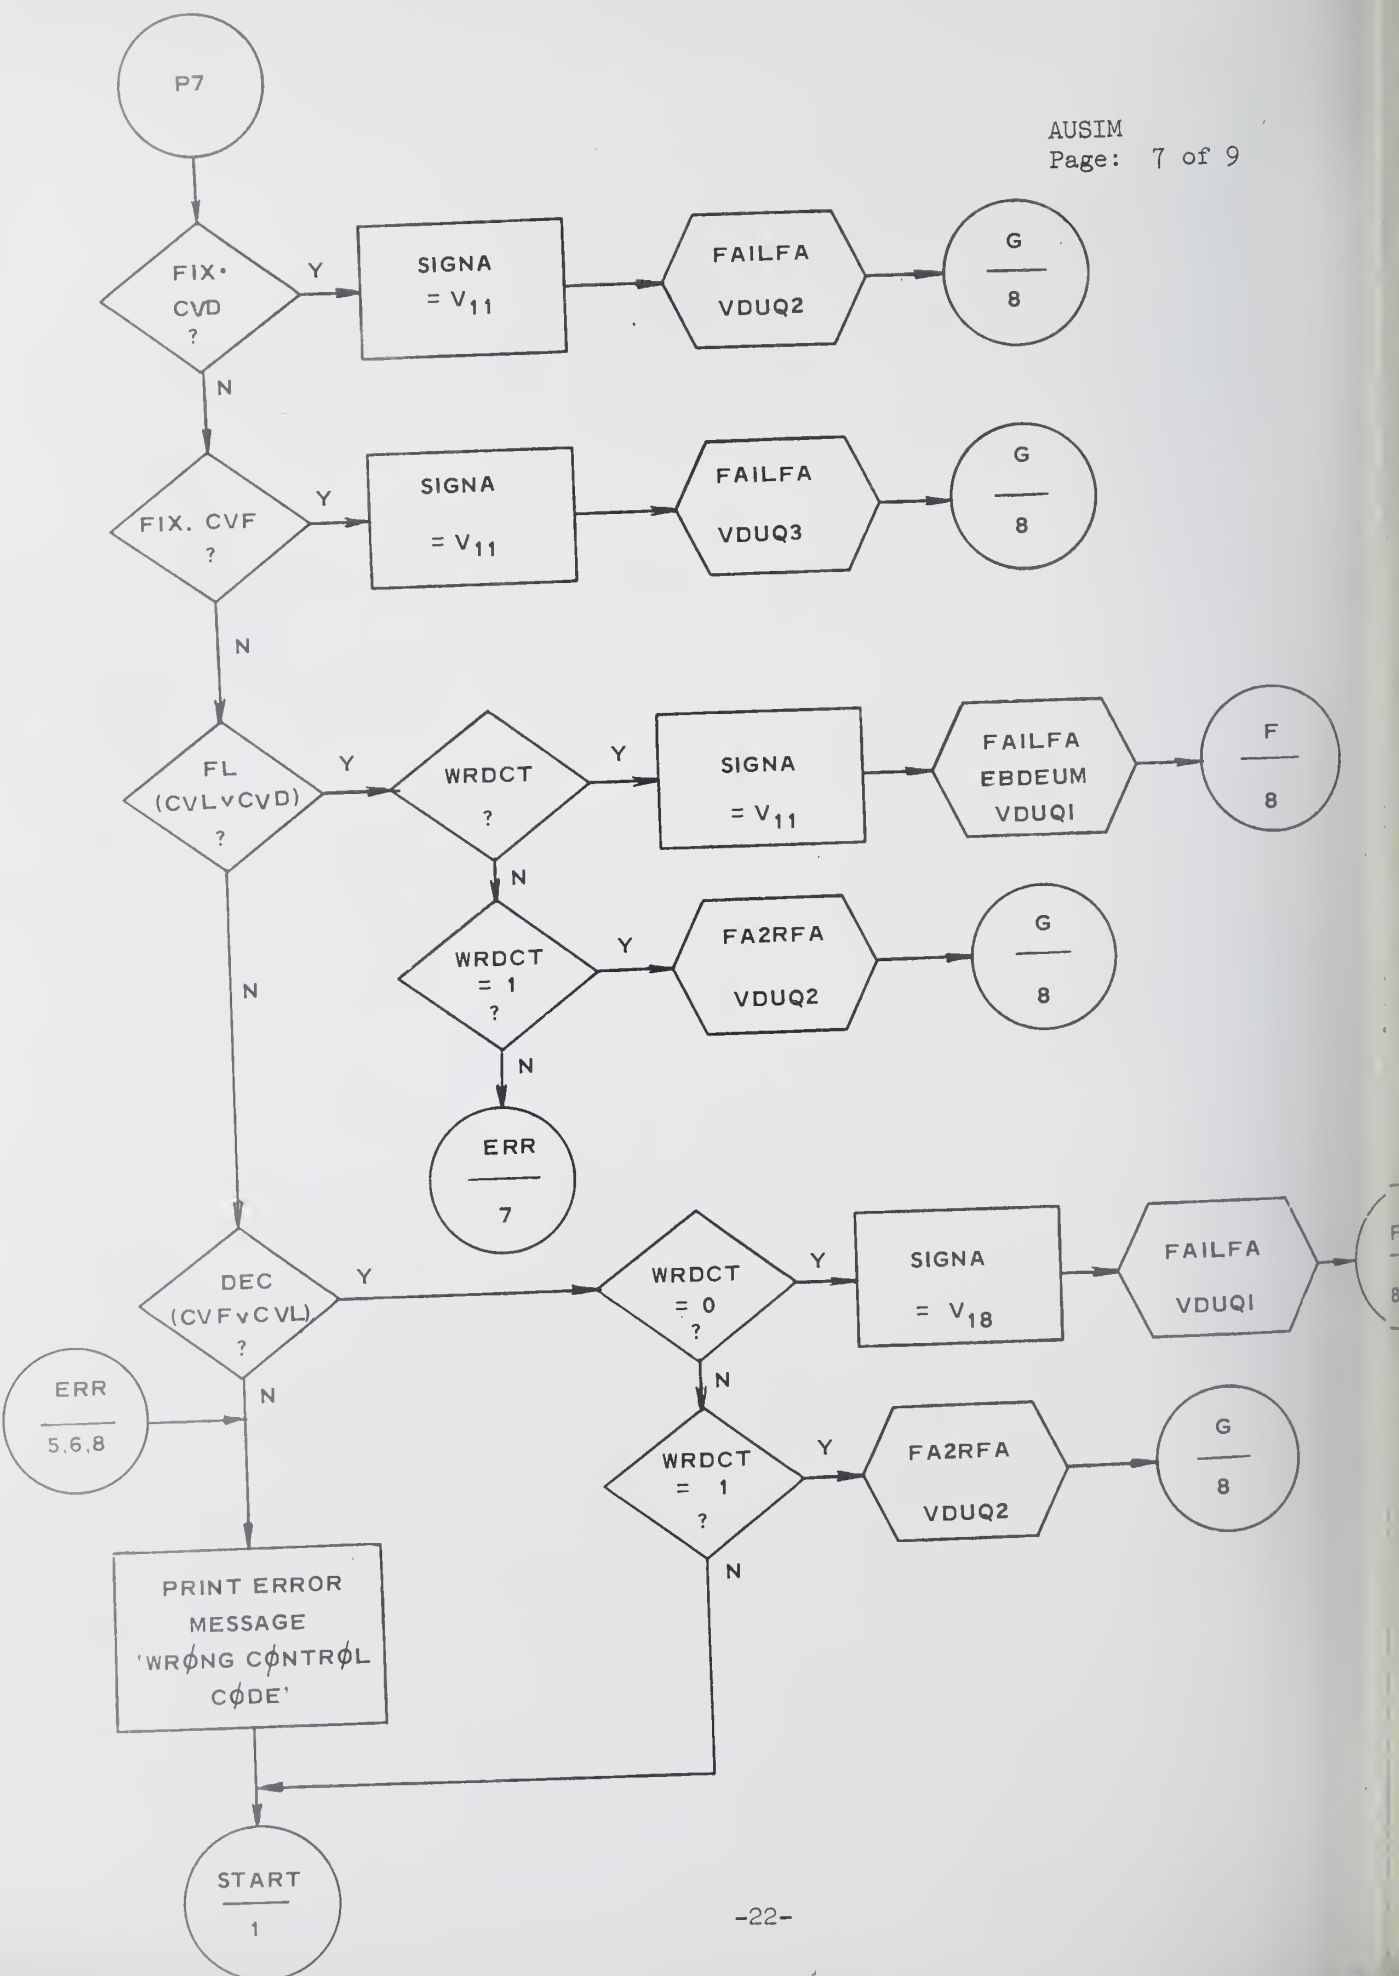 P7
AUSIM
Page: 7 of 9
FIX·
CVD
?
Y
SIGNA
= V11
FAILFA
VDUQ2
G
8
N
FIX. CVF
?
Y
SIGNA
= V11
FAILFA
VDUQ3
G
8
N
FL
(CVLvCVD)
?
Y
WRDCT
?
Y
SIGNA
= V11
FAILFA
EBDEUM
VDUQ1
F
8
N
WRDCT
= 1
?
Y
FA2RFA
VDUQ2
G
8
N
ERR
7
N
DEC
(CVFvCVL)
?
Y
WRDCT
= 0
?
Y
SIGNA
= V18
FAILFA
VDUQ1
F
8
N
WRDCT
= 1
?
Y
FA2RFA
VDUQ2
G
8
N
N
ERR
5,6,8
PRINT ERROR
MESSAGE
'WRØNG CØNTRØL
CØDE'
START
1
-22-